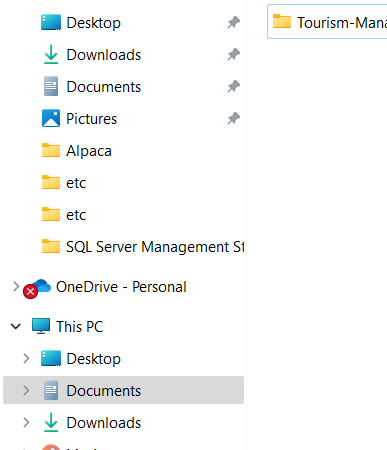 Desktop
Tourism-Mana
Downloads
Documents
Pictures
Alpaca
etc
etc
SQL Server Management St
OneDrive - Personal
This PC
Desktop
Documents
Downloads